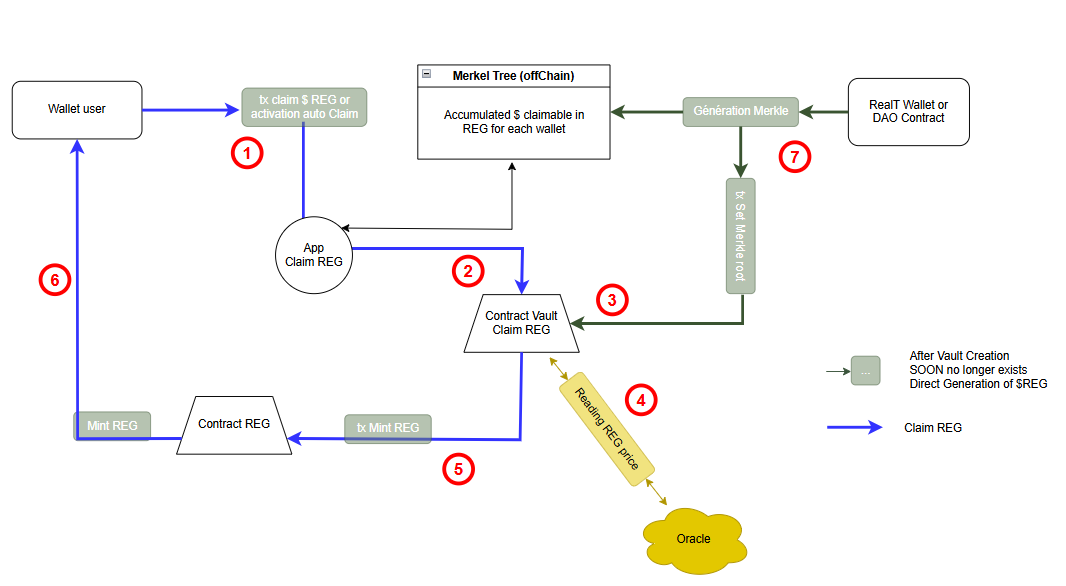 Merkel Tree (offChain)
Accumulated $ claimable in
REG for each wallet
Wallet user
tx claim $ REG or
activation auto Claim
1
Génération Merkle
RealT Wallet or
DAO Contract
7
tx Set Merkle root
App
Claim REG
2
6
3
Contract Vault
Claim REG
4
Reading REG price
...
After Vault Creation
SOON no longer exists
Direct Generation of $REG
Claim REG
Mint REG
Contract REG
tx Mint REG
5
Oracle